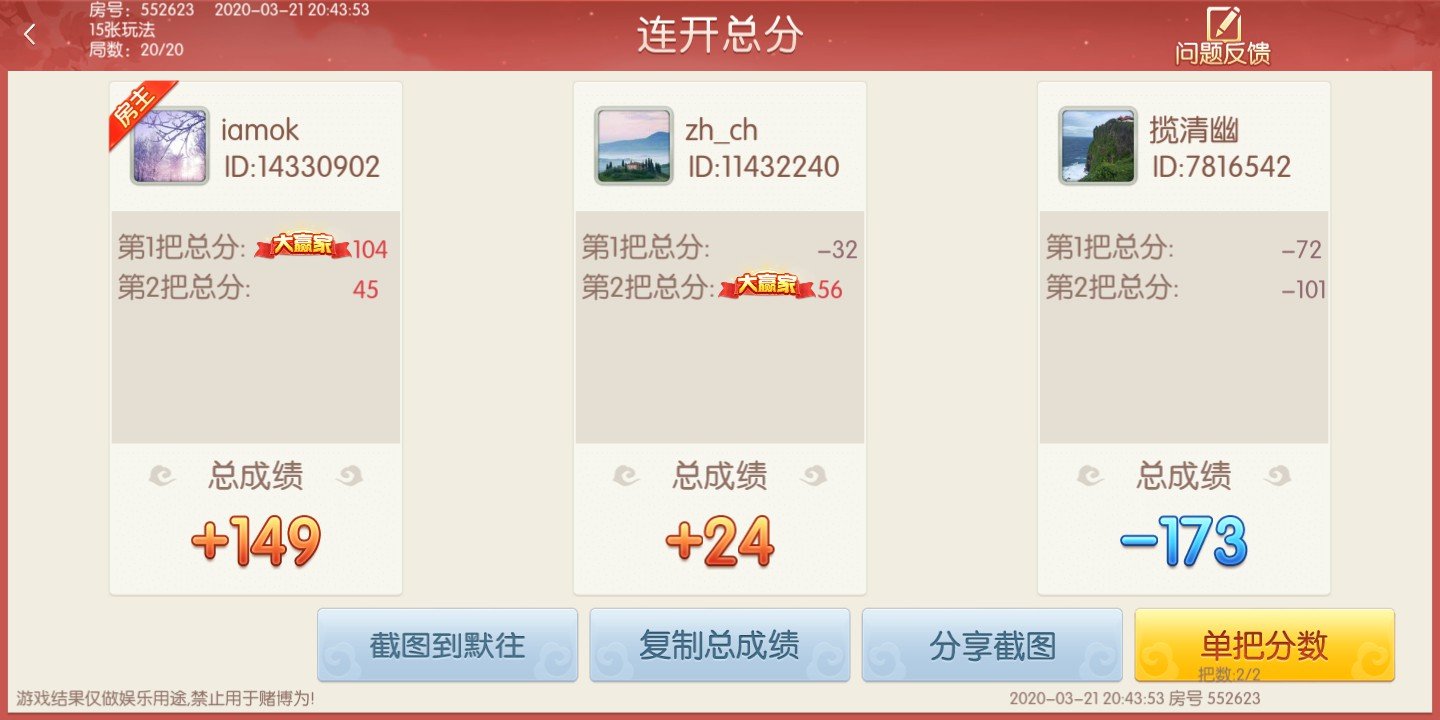 房号：552623 2020-03-21 20:43:53
15张玩法
局数：20/20
连开总分
问题反馈
房主
iamok
ID:14330902
第1把总分: 大赢家 104
第2把总分: 45
总成绩
+149
zh_ch
ID:11432240
第1把总分: -32
第2把总分: 大赢家 56
总成绩
+24
揽清幽
ID:7816542
第1把总分: -72
第2把总分: -101
总成绩
-173
截图到默往
复制总成绩
分享截图
单把分数
把数:2/2
游戏结果仅做娱乐用途,禁止用于赌博为!
2020-03-21 20:43:53 房号 552623